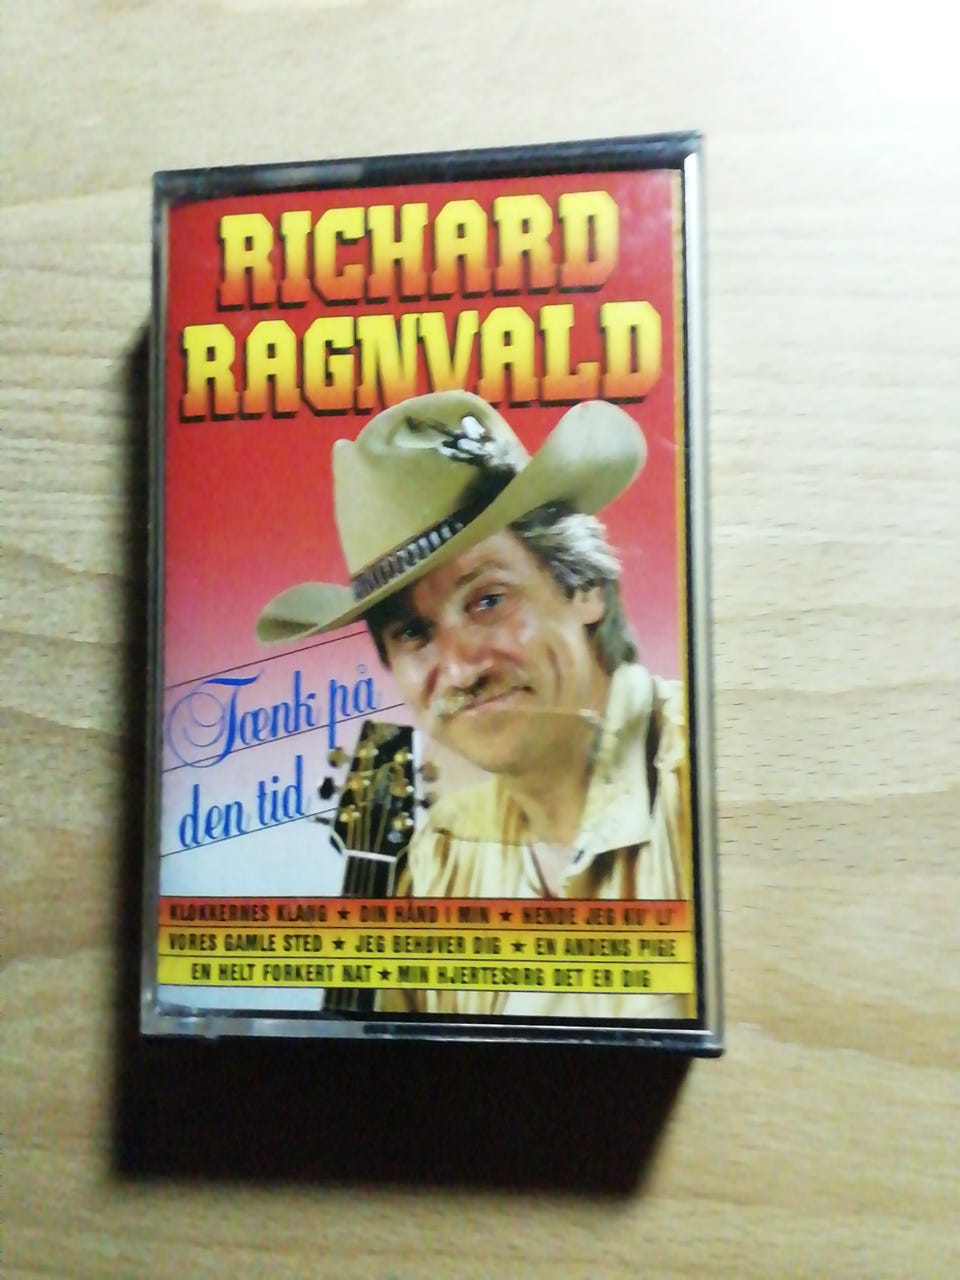 RICHARD
RAGNVALD
Tænk på
den tid
KLOKKERNES KLANG ★ DIN HÅND I MIN ★ HENDE JEG KU' LI'
VORES GAMLE STED ★ JEG BEHØVER DIG ★ EN ANDENS PIGE
EN HELT FORKERT NAT ★ MIN HJERTESORG DET ER DIG